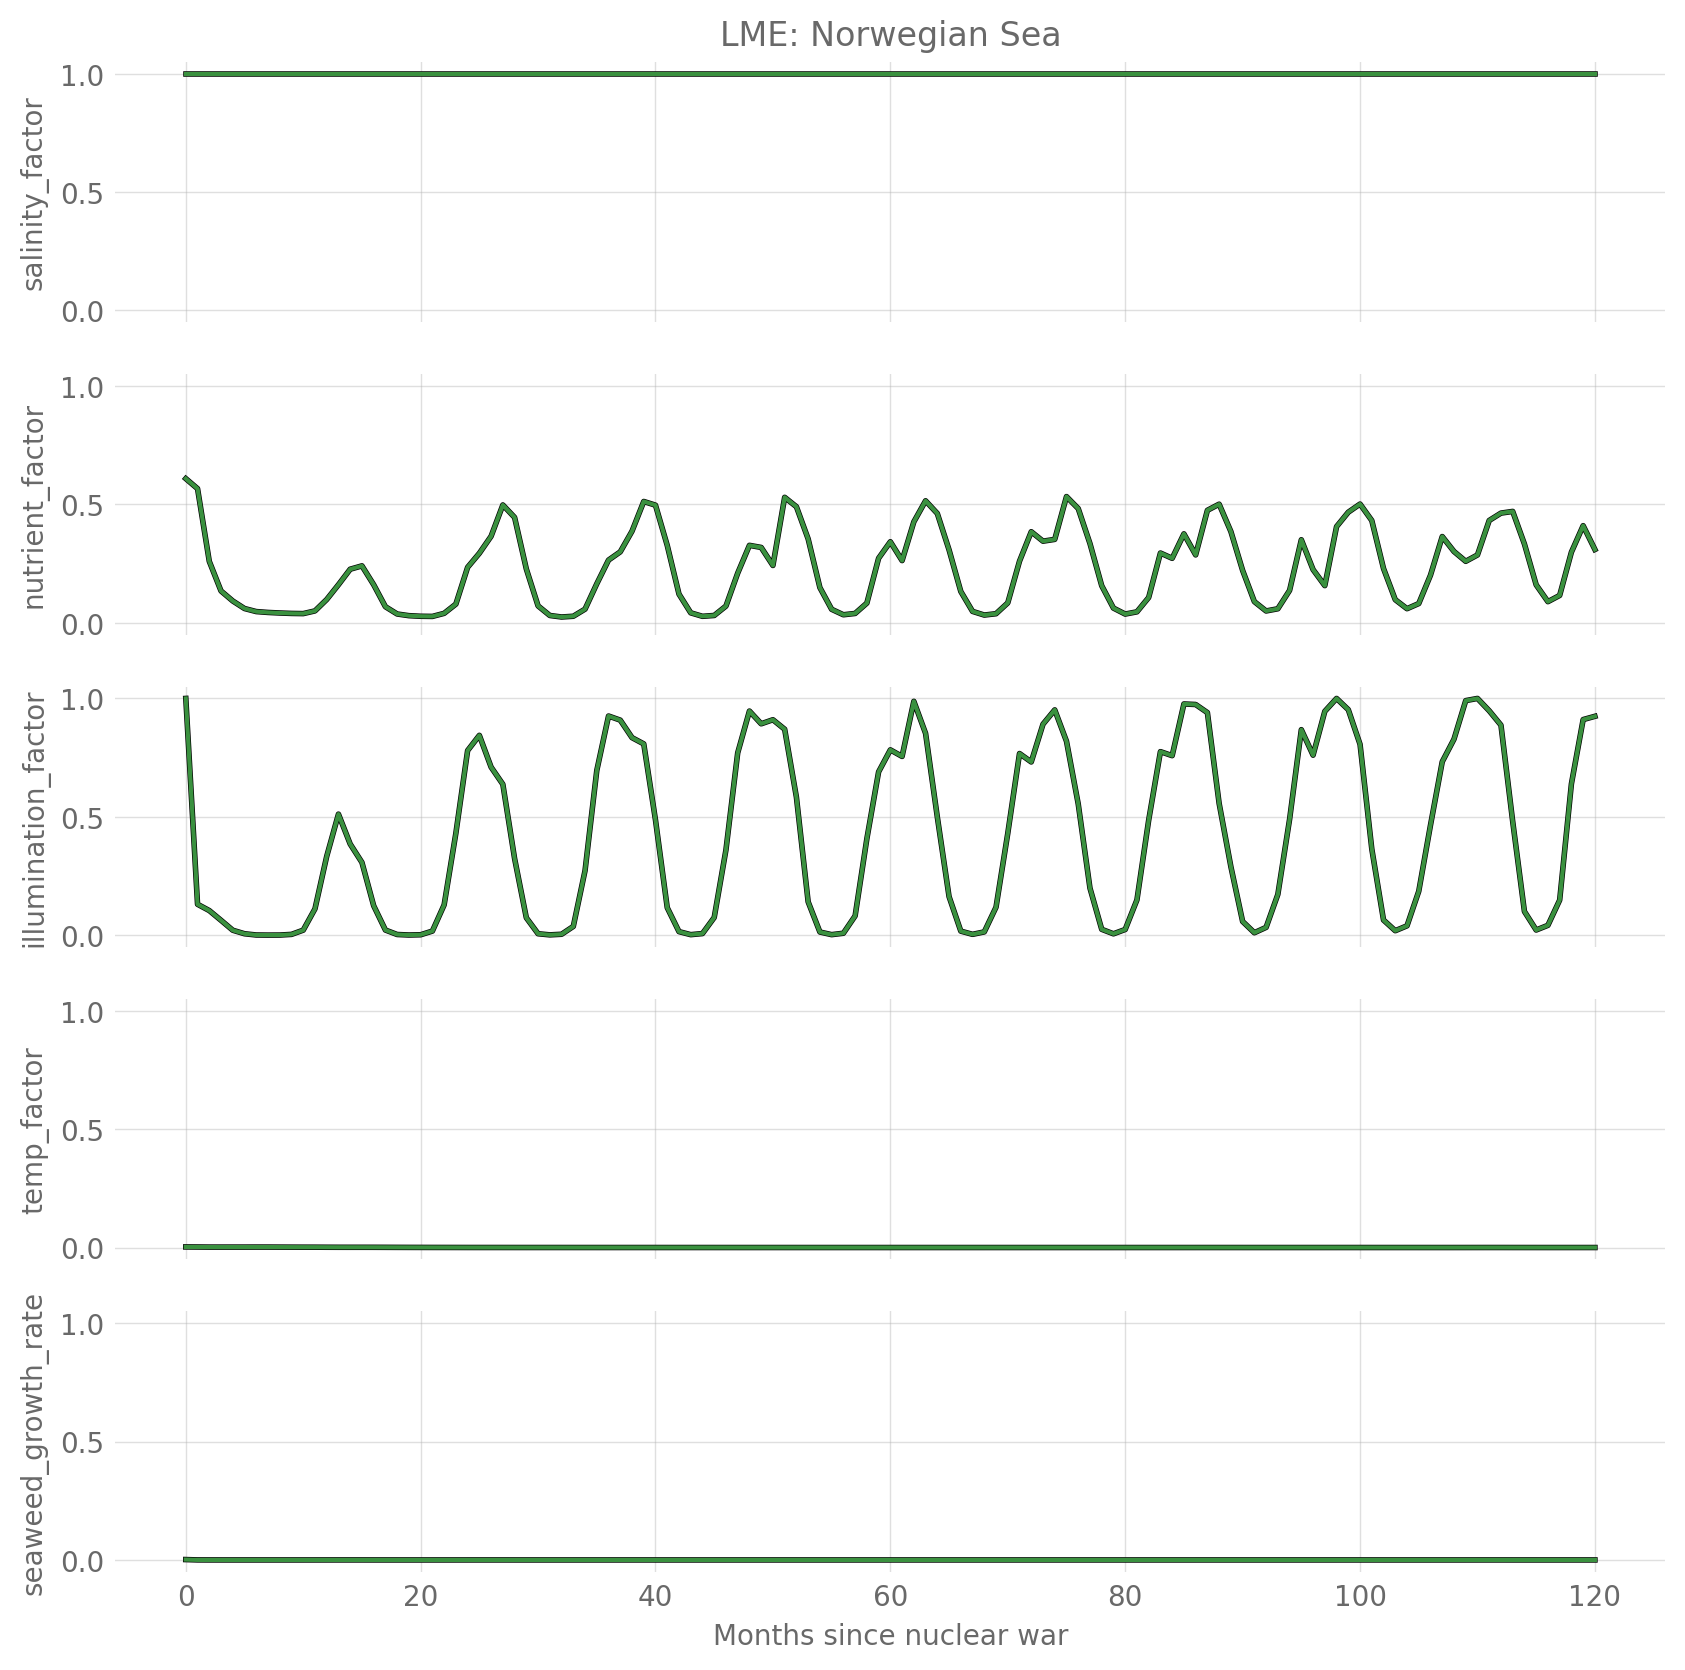 LME: Norwegian Sea
1.0
0.5
0.0
salinity_factor
1.0
0.5
0.0
nutrient_factor
1.0
0.5
0.0
illumination_factor
1.0
0.5
0.0
temp_factor
1.0
0.5
0.0
seaweed_growth_rate
0 20 40 60 80 100 120
Months since nuclear war